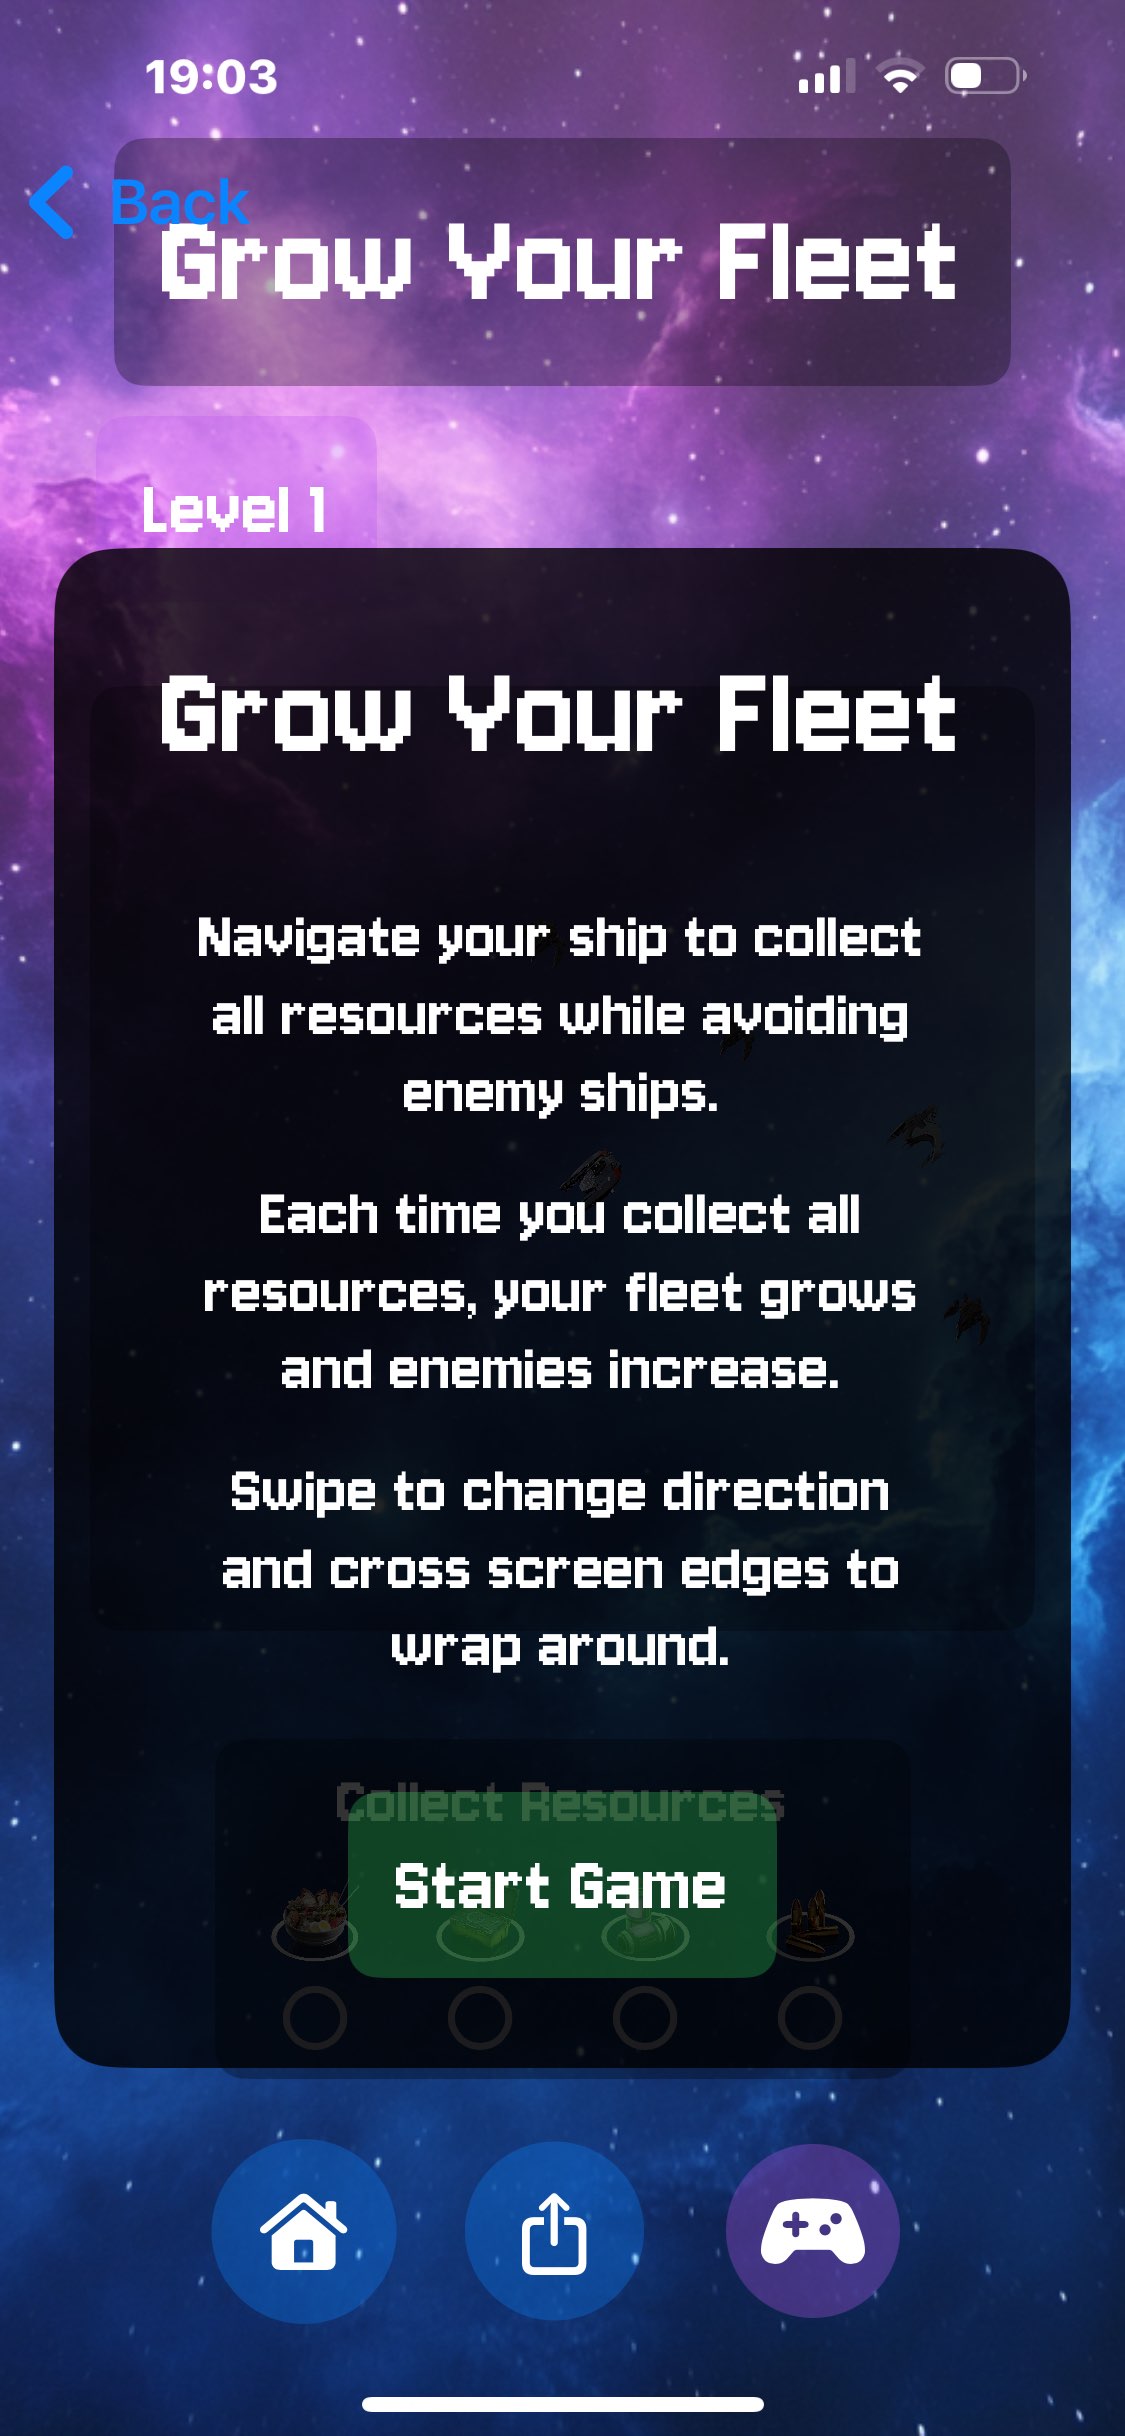 19:03
Back
Grow Your Fleet
Level 1
Grow Your Fleet
Navigate your ship to collect
all resources while avoiding
enemy ships.
Each time you collect all
resources, your fleet grows
and enemies increase.
Swipe to change direction
and cross screen edges to
wrap around.
Collect Resources
Start Game